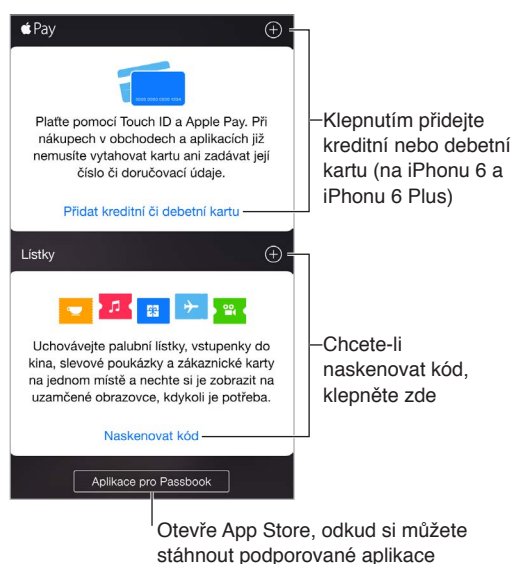 Pay
Plaťte pomocí Touch ID a Apple Pay. Při
nákupech v obchodech a aplikacích již
nemusíte vytahovat kartu ani zadávat její
číslo či doručovací údaje.
Přidat kreditní či debetní kartu
Klepnutím přidejte
kreditní nebo debetní
kartu (na iPhonu 6 a
iPhonu 6 Plus)
Lístky
Uchovávejte palubní lístky, vstupenky do
kina, slevové poukázky a zákaznické karty
na jednom místě a nechte si je zobrazit na
uzamčené obrazovce, kdykoli je potřeba.
Naskenovat kód
Chcete-li
naskenovat kód,
klepněte zde
Aplikace pro Passbook
Otevře App Store, odkud si můžete
stáhnout podporované aplikace